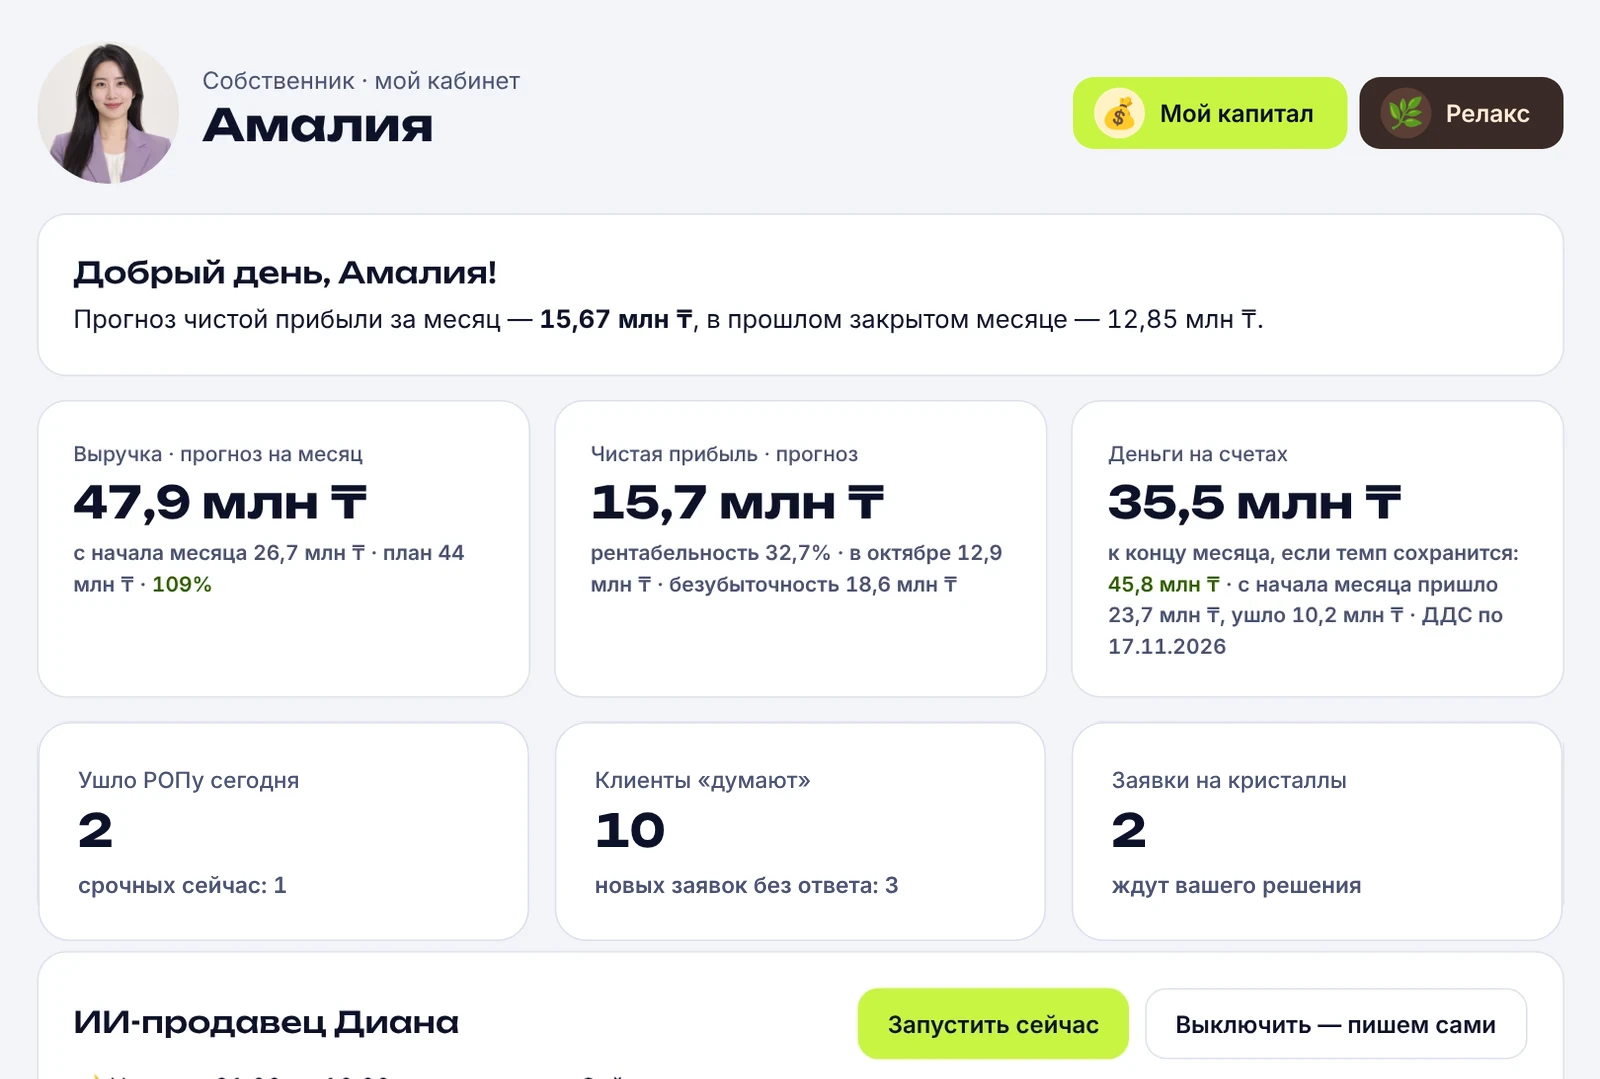 Собственник · мой кабинет
Амалия
Мой капитал
Релакс
Добрый день, Амалия!
Прогноз чистой прибыли за месяц — 15,67 млн ₸, в прошлом закрытом месяце — 12,85 млн ₸.
Выручка · прогноз на месяц
47,9 млн ₸
с начала месяца 26,7 млн ₸ · план 44
млн ₸ · 109%
Чистая прибыль · прогноз
15,7 млн ₸
рентабельность 32,7% · в октябре 12,9
млн ₸ · безубыточность 18,6 млн ₸
Деньги на счетах
35,5 млн ₸
к концу месяца, если темп сохранится:
45,8 млн ₸ · с начала месяца пришло
23,7 млн ₸, ушло 10,2 млн ₸ · ДДС по
17.11.2026
Ушло РОПу сегодня
2
срочных сейчас: 1
Клиенты «думают»
10
новых заявок без ответа: 3
Заявки на кристаллы
2
ждут вашего решения
ИИ-продавец Диана
Запустить сейчас
Выключить — пишем сами